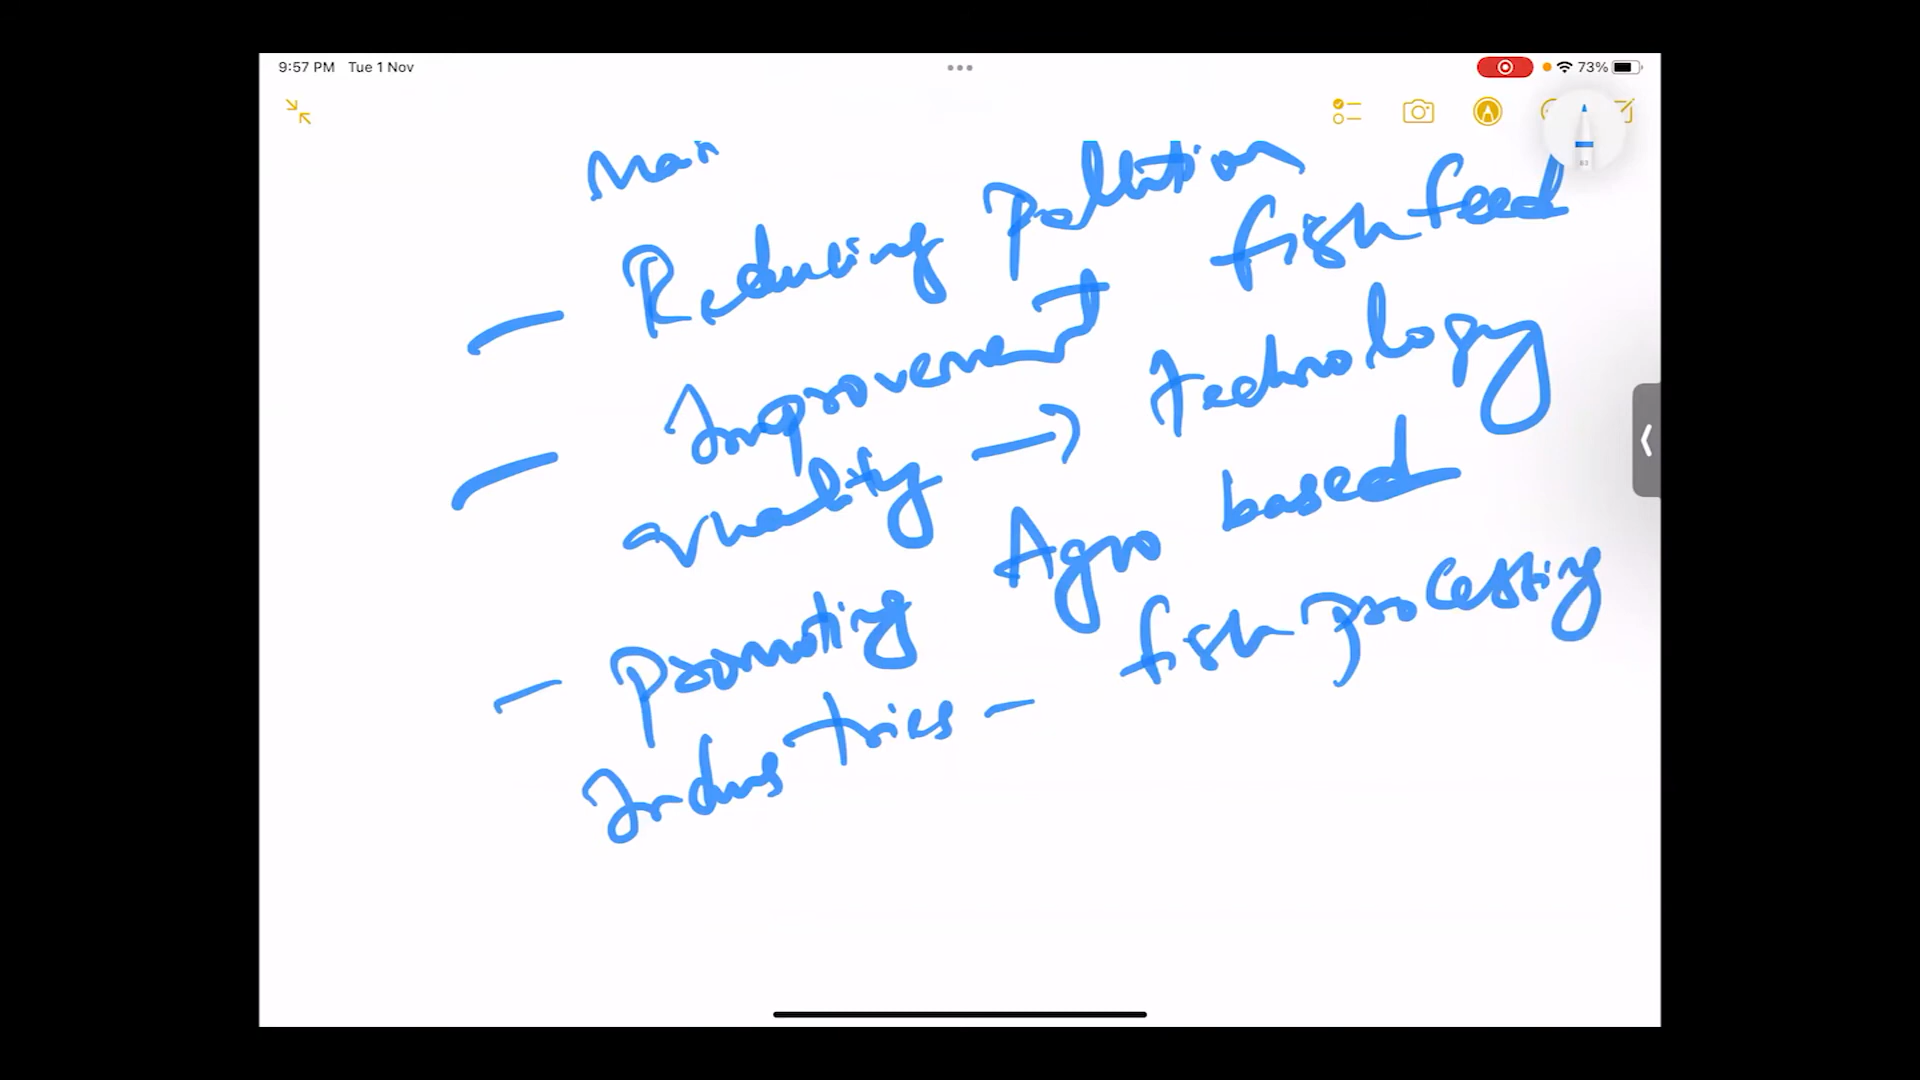 9:57 PM Tue 1 Nov
73%
– Reducing Pollution
– Improvement fish feed
quality → Technology
– Promoting Agro based
Industries – fish processing